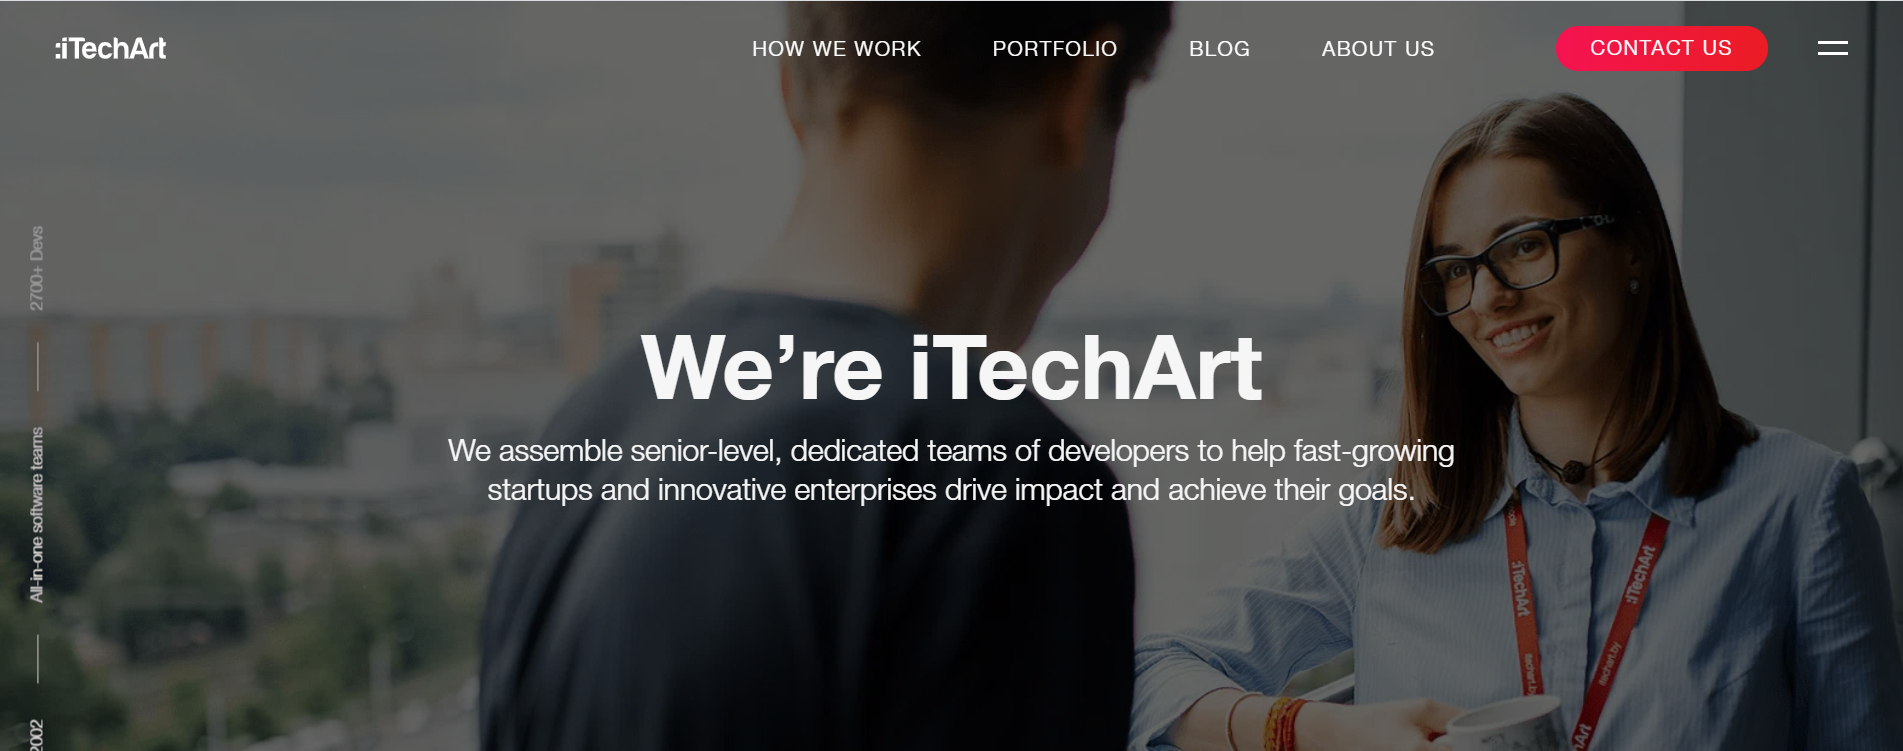 :iTechArt
HOW WE WORK
PORTFOLIO
BLOG
ABOUT US
CONTACT US
2700+ Devs
All-in-one software teams
2002
We’re iTechArt
We assemble senior-level, dedicated teams of developers to help fast-growing
startups and innovative enterprises drive impact and achieve their goals.
:iTechArt
:iTechArt
itechart.by